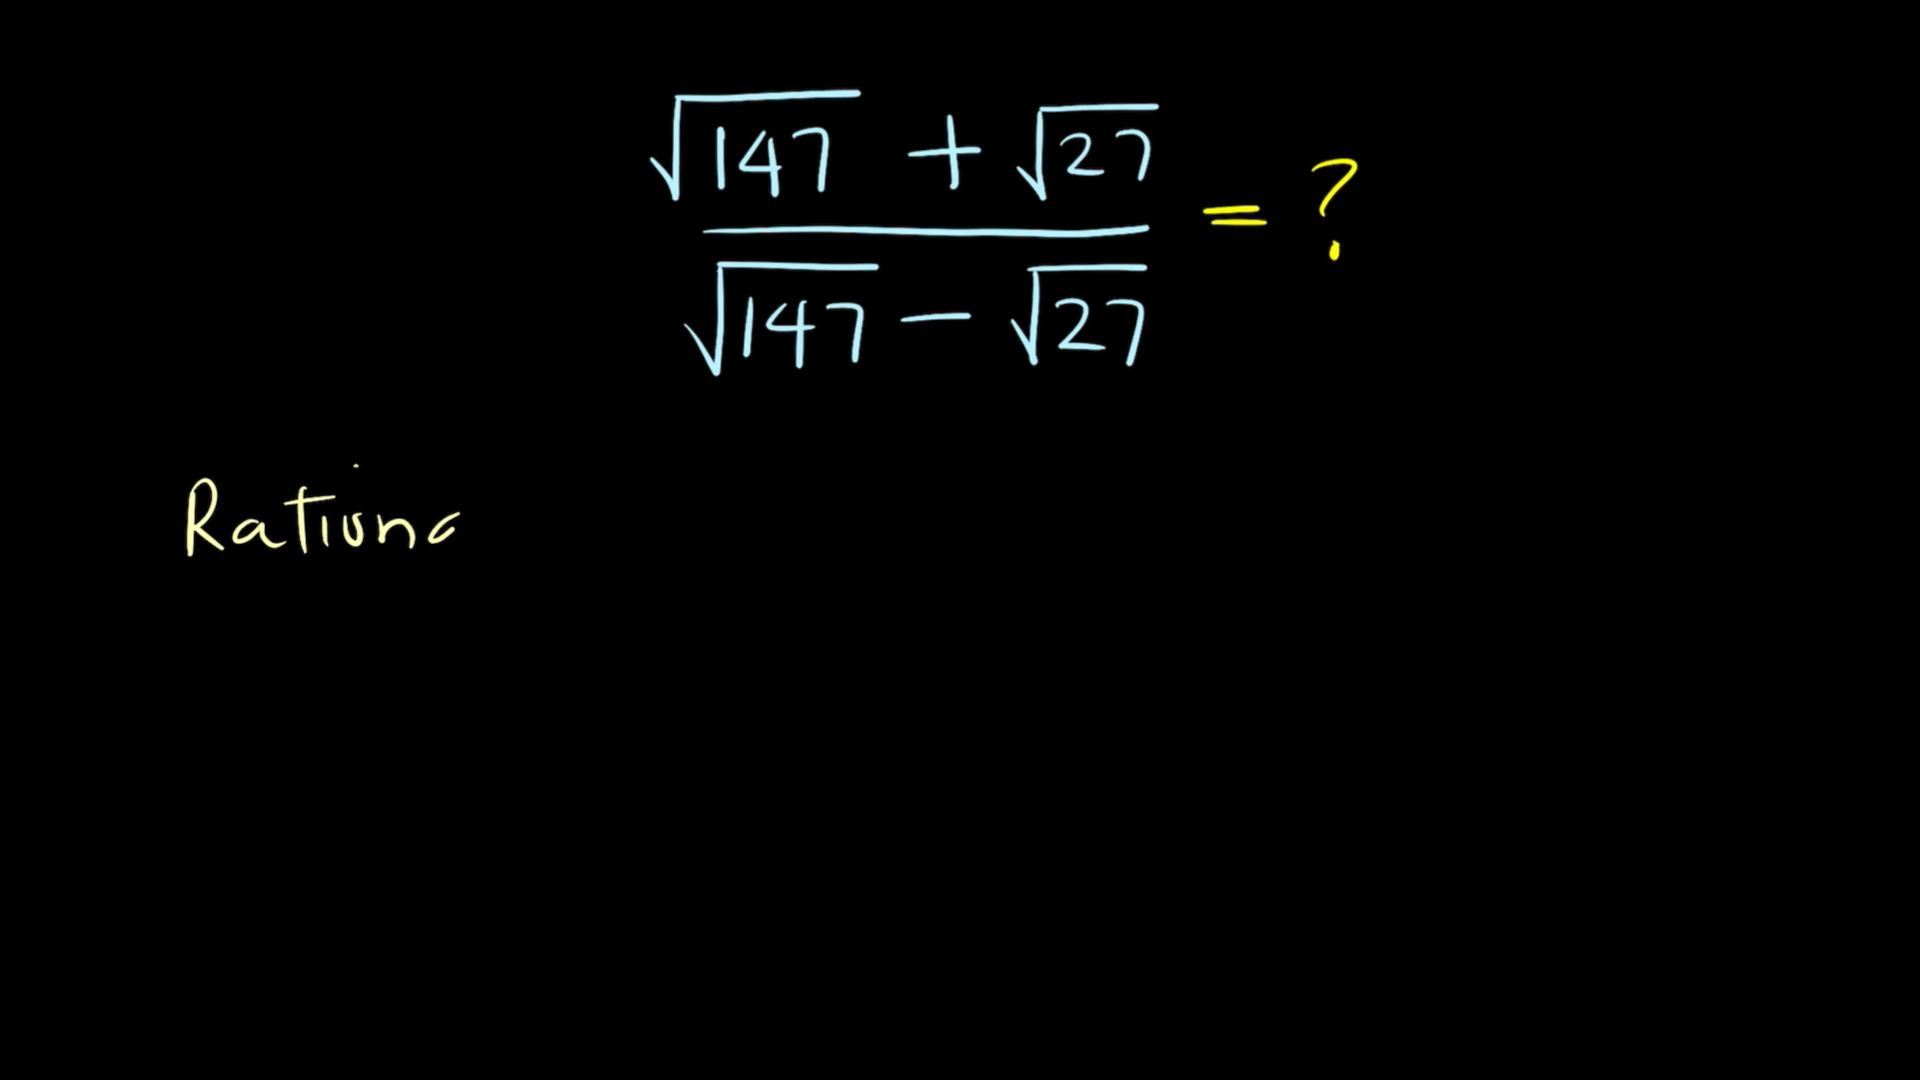 √147 + √27
= ?
√147 − √27
Rationa